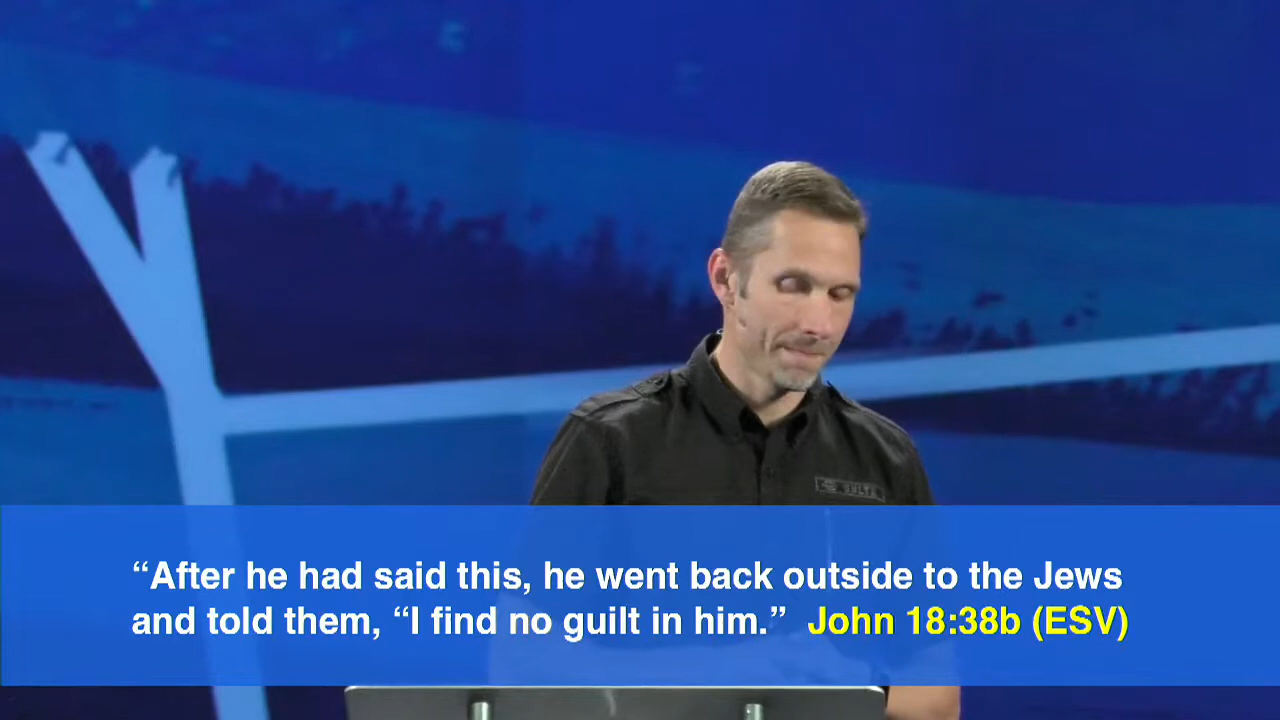 “After he had said this, he went back outside to the Jews
and told them, “I find no guilt in him.” John 18:38b (ESV)